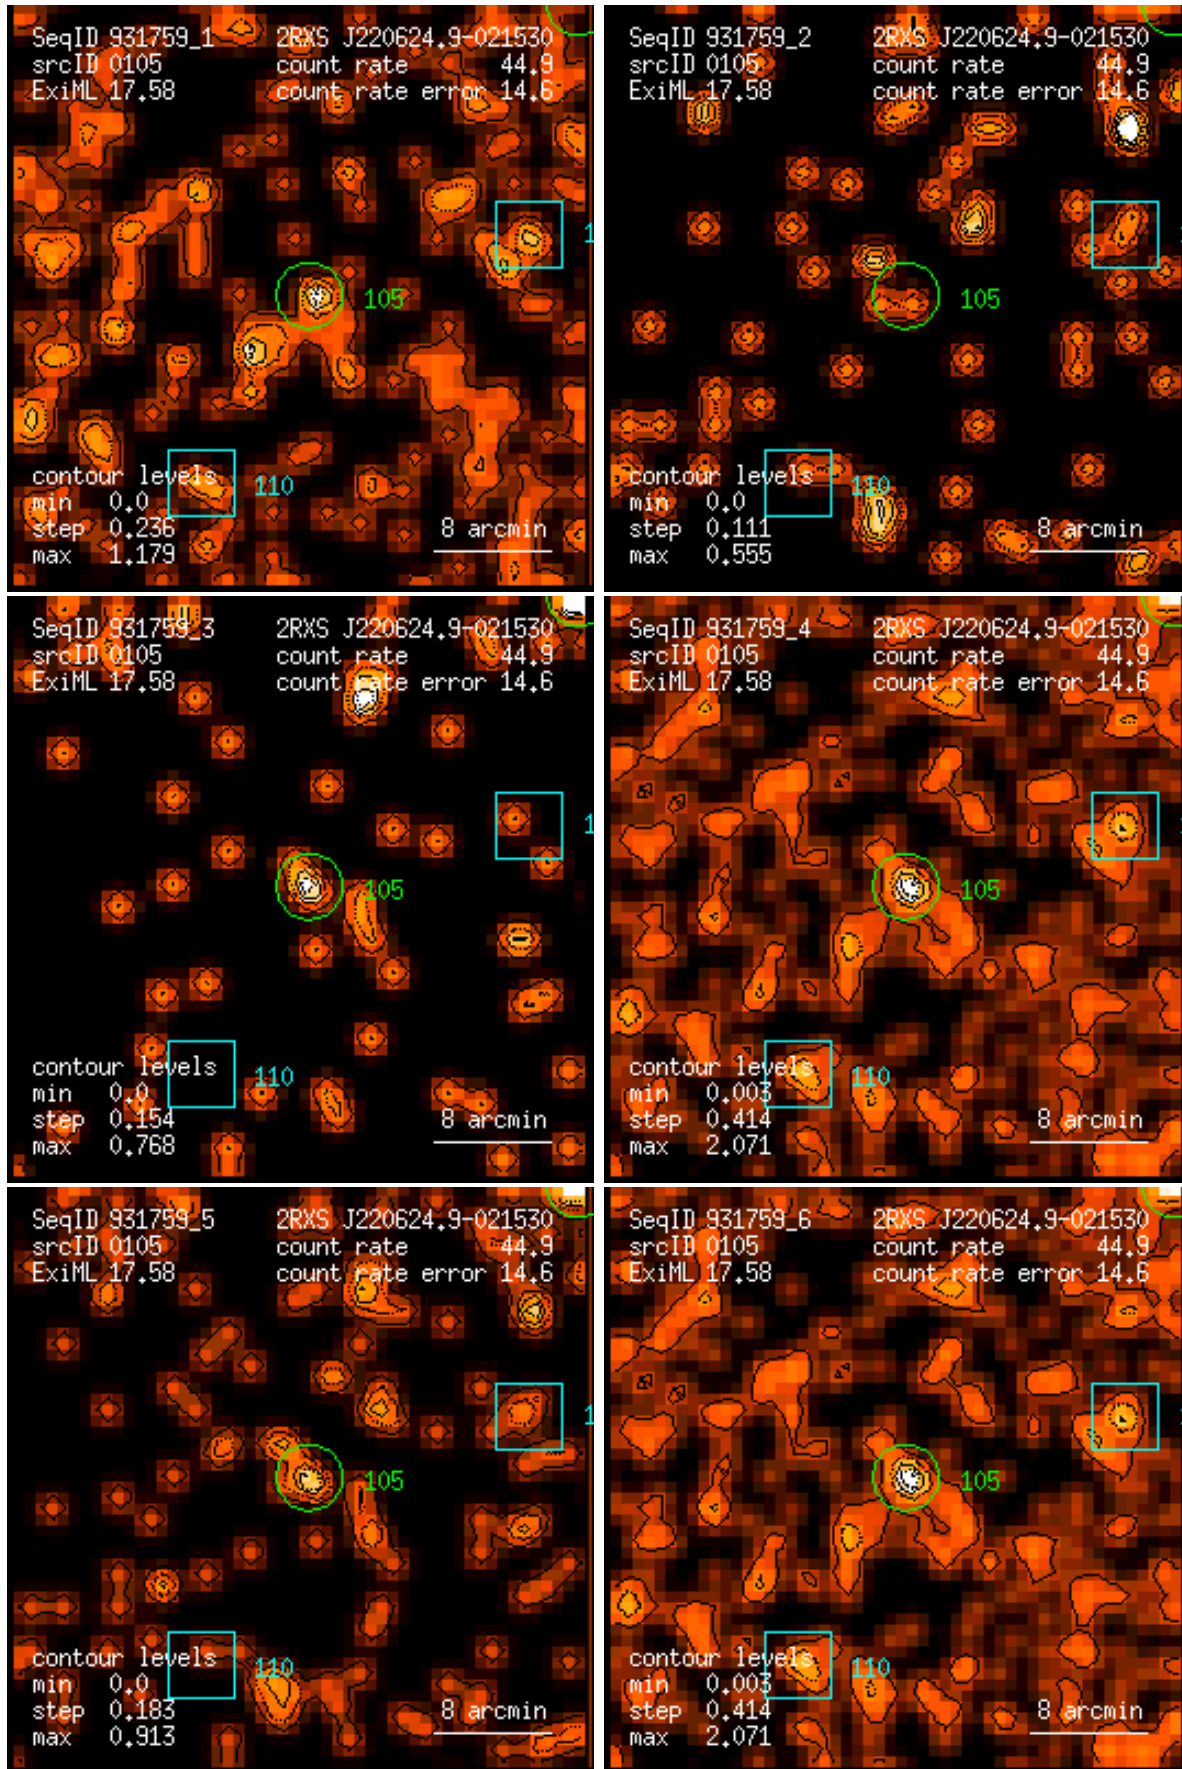 SeqID 931759_1 2RXS J220624.9-021530
srcID 0105 count rate 44.9
ExiML 17.58 count rate error 14.6
1
105
contour levels
110
min 0.0
step 0.236 8 arcmin
max 1.179
SeqID 931759_2 2RXS J220624.9-021530
srcID 0105 count rate 44.9
ExiML 17.58 count rate error 14.6
105
contour levels
110
min 0.0
step 0.111 8 arcmin
max 0.555
SeqID 931759_3 2RXS J220624.9-021530
srcID 0105 count rate 44.9
ExiML 17.58 count rate error 14.6
1
105
contour levels
110
min 0.0
step 0.154 8 arcmin
max 0.768
SeqID 931759_4 2RXS J220624.9-021530
srcID 0105 count rate 44.9
ExiML 17.58 count rate error 14.6
105
contour levels
110
min 0.003
step 0.414 8 arcmin
max 2.071
SeqID 931759_5 2RXS J220624.9-021530
srcID 0105 count rate 44.9
ExiML 17.58 count rate error 14.6
1
105
contour levels
110
min 0.0
step 0.183 8 arcmin
max 0.913
SeqID 931759_6 2RXS J220624.9-021530
srcID 0105 count rate 44.9
ExiML 17.58 count rate error 14.6
105
contour levels
110
min 0.003
step 0.414 8 arcmin
max 2.071